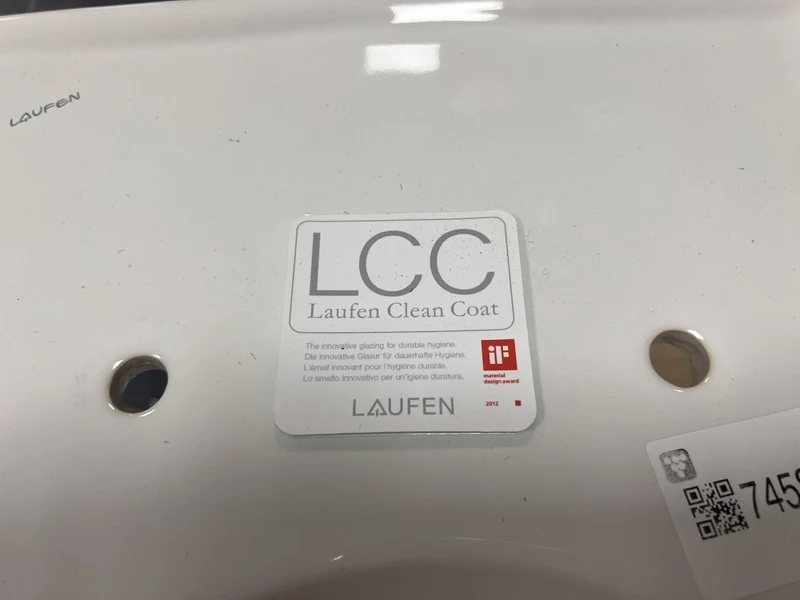 LAUFEN
LCC
Laufen Clean Coat
The innovative glazing for durable hygiene.
Die innovative Glasur für dauerhafte Hygiene.
L'émail innovant pour l'hygiène durable.
Lo smalto innovativo per un'igiene duratura.
iF
material
design award
LAUFEN
2012